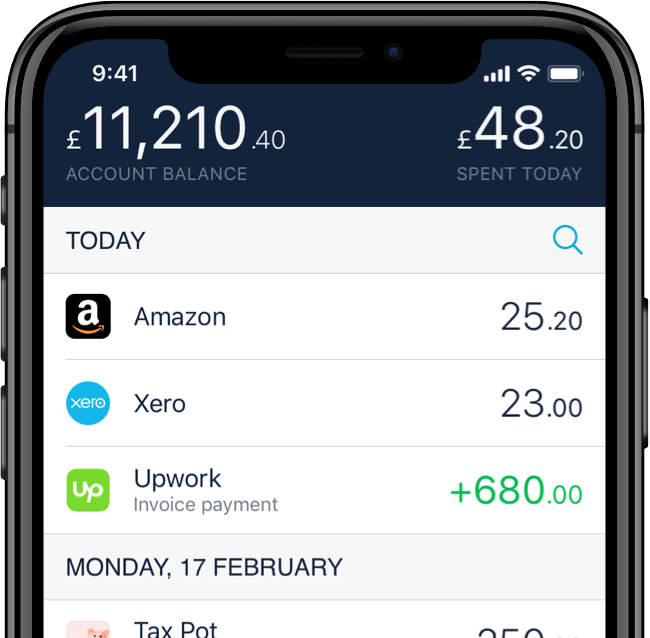 9:41
£11,210.40 £48.20
ACCOUNT BALANCE SPENT TODAY
TODAY
a Amazon 25.20
xero Xero 23.00
Up Upwork +680.00
Invoice payment
MONDAY, 17 FEBRUARY
Tax Pot